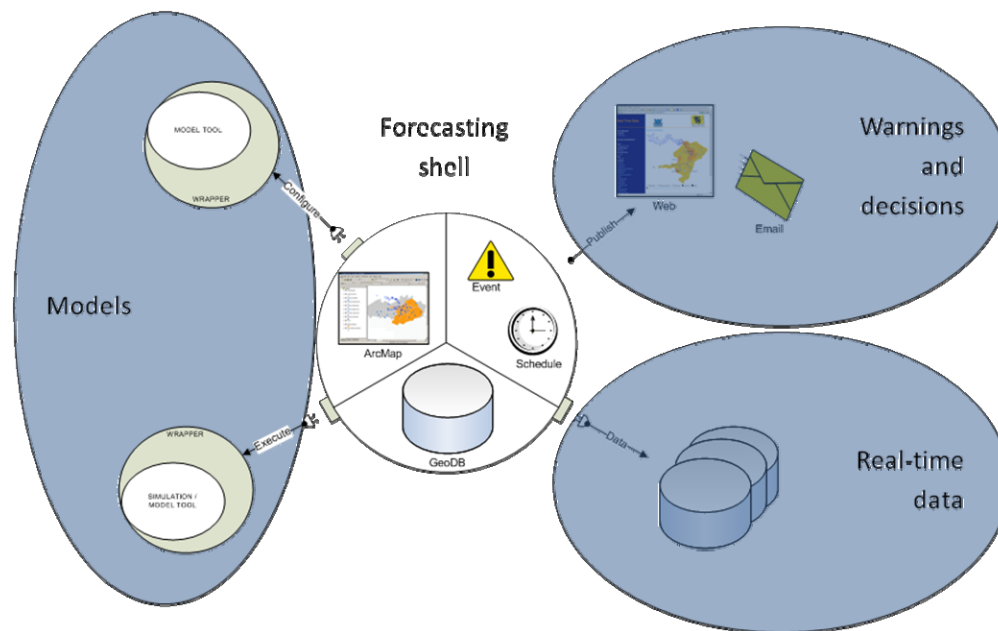 MODEL TOOL
WRAPPER
Configure
Forecasting
shell
Models
ArcMap
Event
Schedule
GeoDB
Execute
WRAPPER
SIMULATION /
MODEL TOOL
Publish
Web
Email
Warnings
and
decisions
Data
Real-time
data